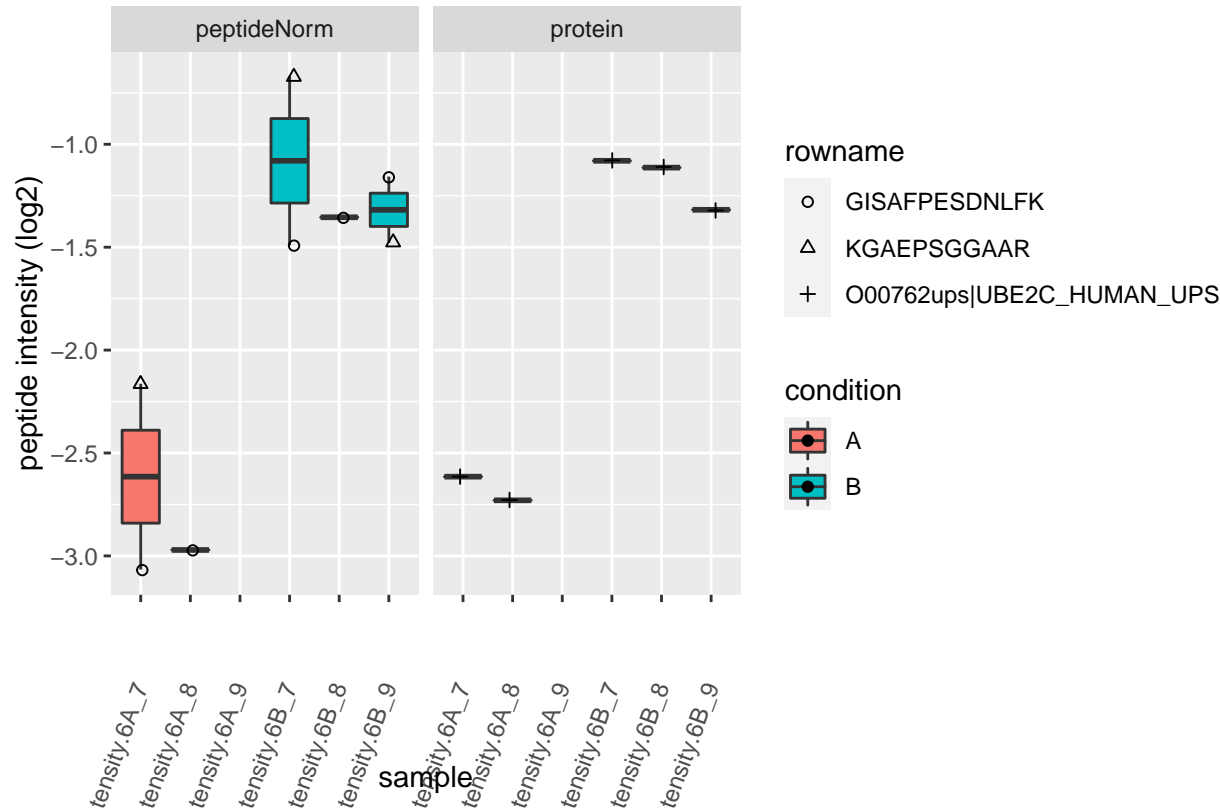 peptideNorm
protein
peptide intensity (log2)
−1.0
−1.5
−2.0
−2.5
−3.0
tensity.6A_7
tensity.6A_8
tensity.6A_9
tensity.6B_7
tensity.6B_8
tensity.6B_9
tensity.6A_7
tensity.6A_8
tensity.6A_9
tensity.6B_7
tensity.6B_8
tensity.6B_9
sample
rowname
GISAFPESDNLFK
KGAEPSGGAAR
O00762ups|UBE2C_HUMAN_UPS
condition
A
B